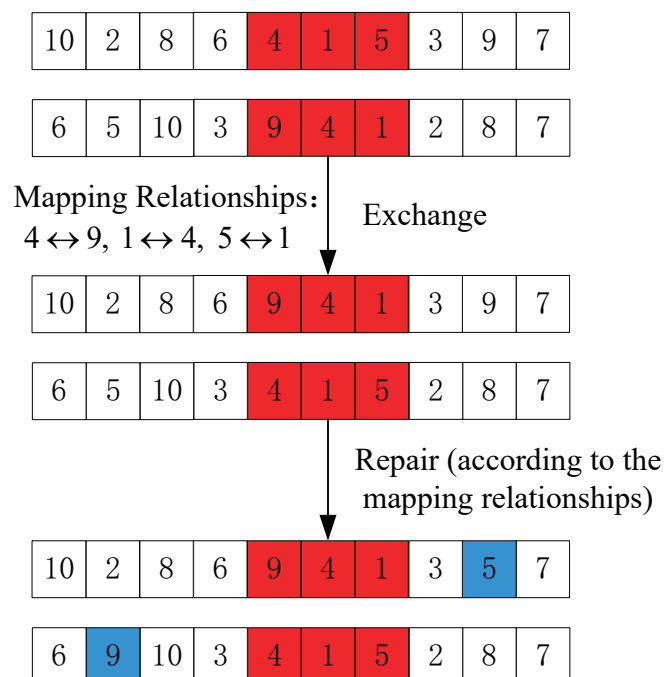 10 2 8 6 4 1 5 3 9 7
6 5 10 3 9 4 1 2 8 7
Mapping Relationships:
4↔9, 1↔4, 5↔1
Exchange
10 2 8 6 9 4 1 3 9 7
6 5 10 3 4 1 5 2 8 7
Repair (according to the
mapping relationships)
10 2 8 6 9 4 1 3 5 7
6 9 10 3 4 1 5 2 8 7